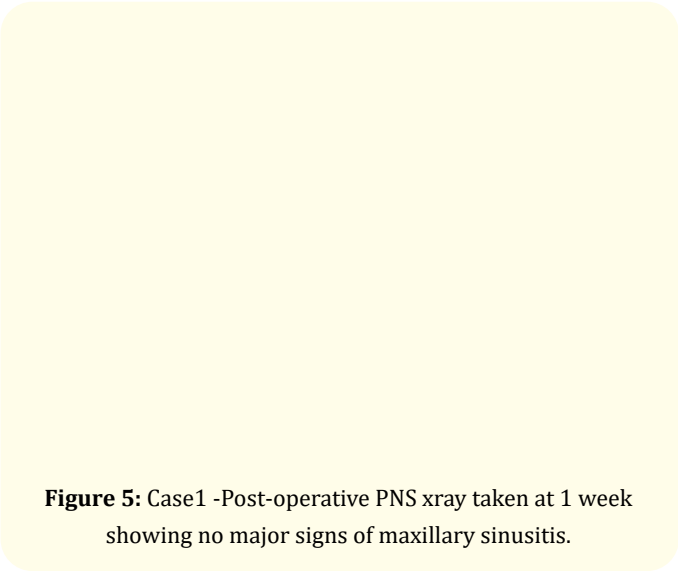 Figure 5: Case1 -Post-operative PNS xray taken at 1 week
showing no major signs of maxillary sinusitis.